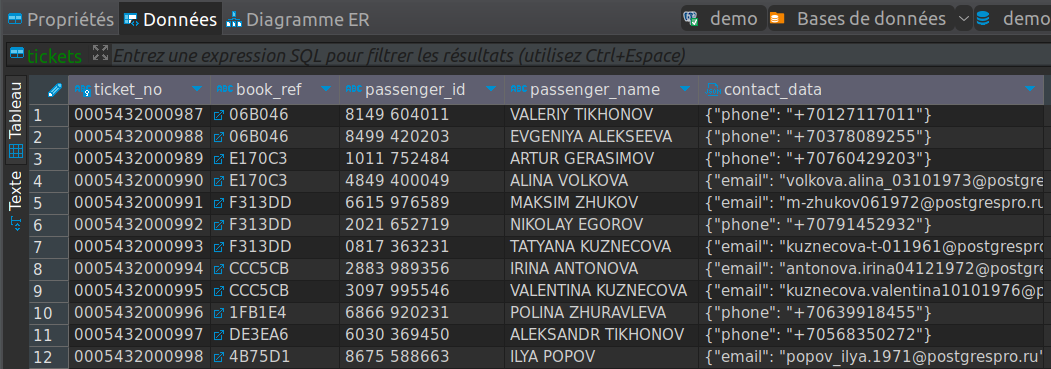 Propriétés Données Diagramme ER demo Bases de données demo
tickets Entrez une expression SQL pour filtrer les résultats (utilisez Ctrl+Espace)
Tableau
Texte
ticket_no book_ref passenger_id passenger_name contact_data
1 0005432000987 06B046 8149 604011 VALERIY TIKHONOV {"phone": "+70127117011"}
2 0005432000988 06B046 8499 420203 EVGENIYA ALEKSEEVA {"phone": "+70378089255"}
3 0005432000989 E170C3 1011 752484 ARTUR GERASIMOV {"phone": "+70760429203"}
4 0005432000990 E170C3 4849 400049 ALINA VOLKOVA {"email": "volkova.alina_03101973@postgres
5 0005432000991 F313DD 6615 976589 MAKSIM ZHUKOV {"email": "m-zhukov061972@postgrespro.ru
6 0005432000992 F313DD 2021 652719 NIKOLAY EGOROV {"phone": "+70791452932"}
7 0005432000993 F313DD 0817 363231 TATYANA KUZNECOVA {"email": "kuznecova-t-011961@postgrespro
8 0005432000994 CCC5CB 2883 989356 IRINA ANTONOVA {"email": "antonova.irina04121972@postgres
9 0005432000995 CCC5CB 3097 995546 VALENTINA KUZNECOVA {"email": "kuznecova.valentina10101976@p
10 0005432000996 1FB1E4 6866 920231 POLINA ZHURAVLEVA {"phone": "+70639918455"}
11 0005432000997 DE3EA6 6030 369450 ALEKSANDR TIKHONOV {"phone": "+70568350272"}
12 0005432000998 4B75D1 8675 588663 ILYA POPOV {"email": "popov_ilya.1971@postgrespro.ru"